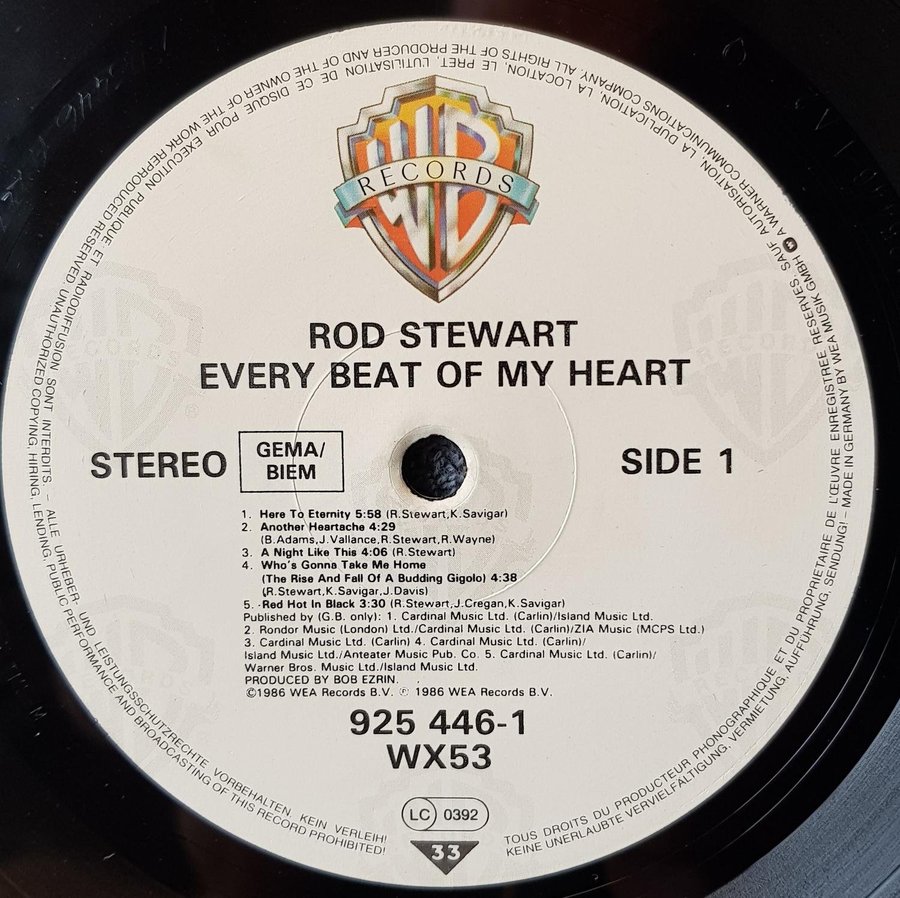 WB
RECORDS
ROD STEWART
EVERY BEAT OF MY HEART
STEREO
GEMA/
BIEM
SIDE 1
1. Here To Eternity 5:58 (R.Stewart,K.Savigar)
2. Another Heartache 4:29
(B.Adams,J.Vallance,R.Stewart,R.Wayne)
3. A Night Like This 4:06 (R.Stewart)
4. Who's Gonna Take Me Home
(The Rise And Fall Of A Budding Gigolo) 4:38
(R.Stewart,K.Savigar,J.Davis)
5. Red Hot In Black 3:30 (R.Stewart,J.Cregan,K.Savigar)
Published by (G.B. only): 1. Cardinal Music Ltd. (Carlin)/Island Music Ltd.
2. Rondor Music (London) Ltd./Cardinal Music Ltd. (Carlin)/ZIA Music (MCPS Ltd.)
3. Cardinal Music Ltd. (Carlin) 4. Cardinal Music Ltd. (Carlin)/
Island Music Ltd./Anteater Music Pub. Co. 5. Cardinal Music Ltd. (Carlin)/
Warner Bros. Music Ltd./Island Music Ltd.
PRODUCED BY BOB EZRIN.
©1986 WEA Records B.V. ℗ 1986 WEA Records B.V.
925 446-1
WX53
LC 0392
33
TOUS DROITS DU PRODUCTEUR PHONOGRAPHIQUE ET DU PROPRIETAIRE DE L'ŒUVRE ENREGISTREE RESERVES. SAUF AUTORISATION, LA DUPLICATION, LA LOCATION, LE PRET, L'UTILISATION DE CE DISQUE POUR EXECUTION PUBLIQUE ET RADIODIFFUSION SONT INTERDITS. – ALLE URHEBER- UND LEISTUNGSSCHUTZRECHTE VORBEHALTEN. KEIN VERLEIH!
KEINE UNERLAUBTE VERVIELFÄLTIGUNG, VERMIETUNG, AUFFÜHRUNG, SENDUNG! – MADE IN GERMANY BY WEA MUSIK GMBH A WARNER COMMUNICATIONS COMPANY. ALL RIGHTS OF THE PRODUCER AND OF THE OWNER OF THE WORK REPRODUCED RESERVED. UNAUTHORIZED COPYING, HIRING, LENDING, PUBLIC PERFORMANCE AND BROADCASTING OF THIS RECORD PROHIBITED!